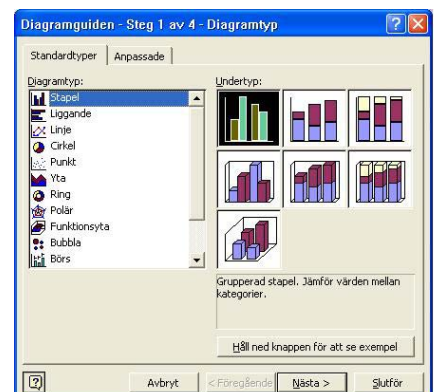 Diagramguiden - Steg 1 av 4 - Diagramtyp
Standardtyper Anpassade
Diagramtyp:
Undertyp:
Stapel
Liggande
Linje
Cirkel
Punkt
Yta
Ring
Polär
Funktionsyta
Bubbla
Börs
Grupperad stapel. Jämför värden mellan
kategorier.
Håll ned knappen för att se exempel
Avbryt < Föregående Nästa > Slutför